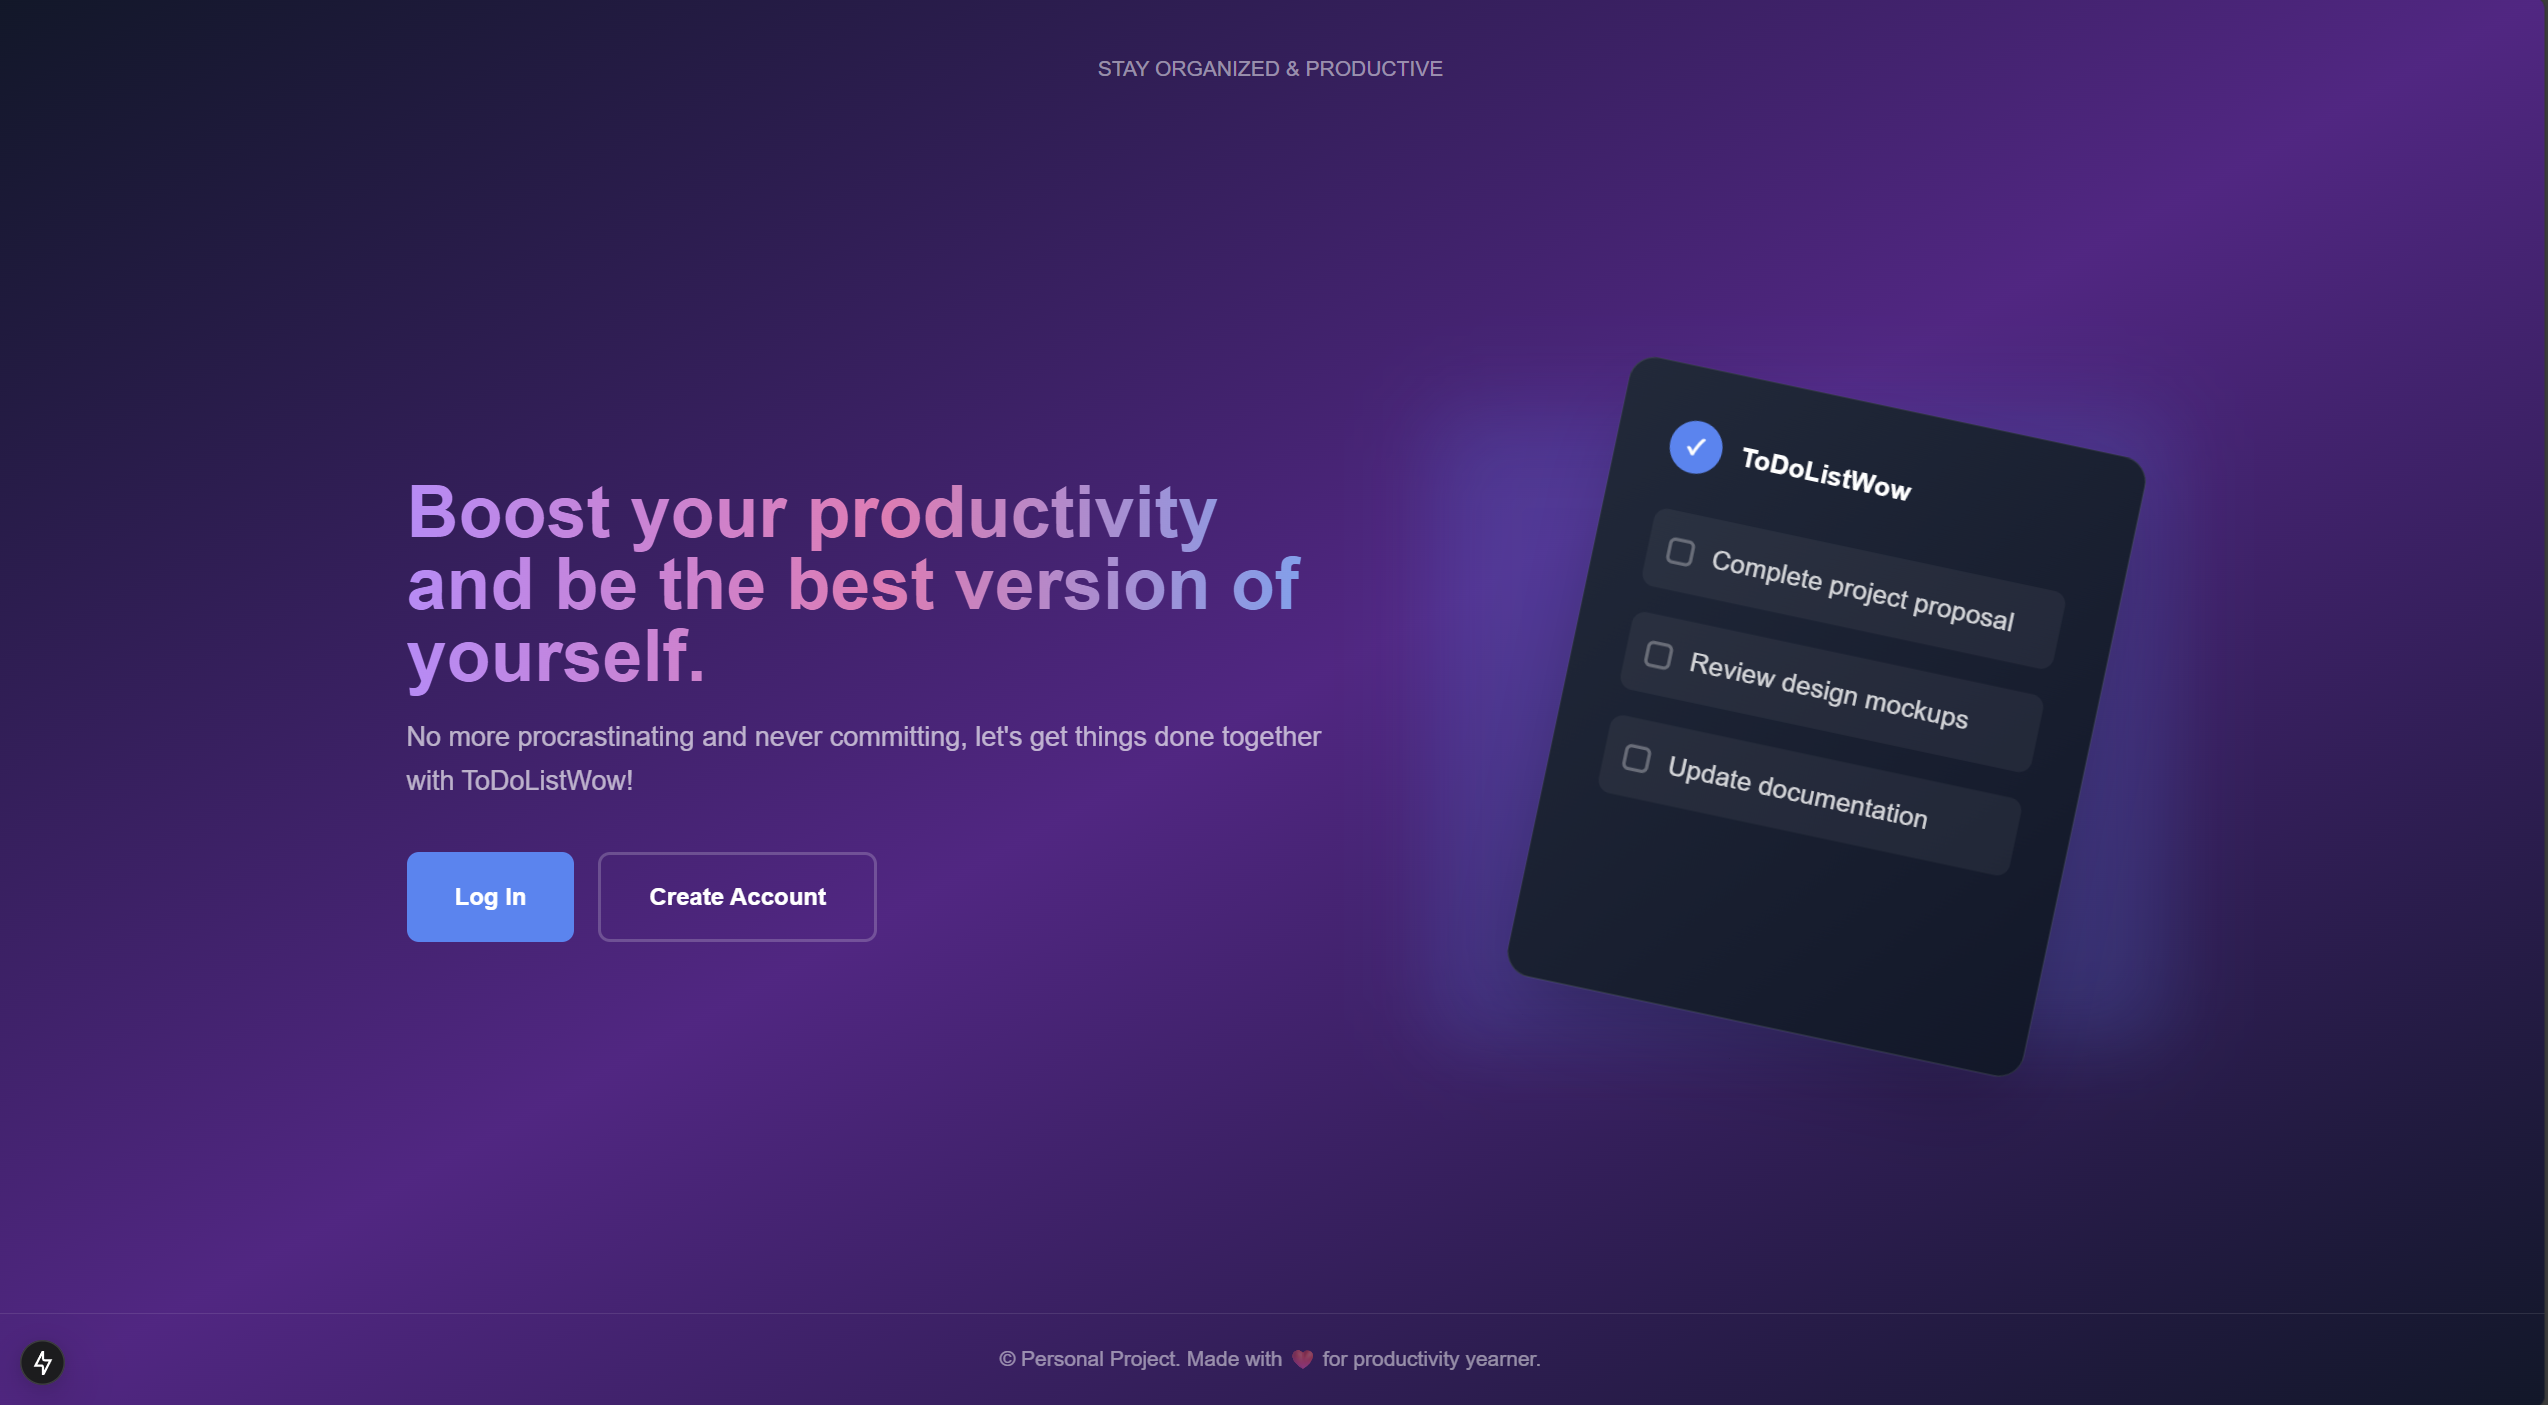 STAY ORGANIZED & PRODUCTIVE
Boost your productivity
and be the best version of
yourself.
No more procrastinating and never committing, let's get things done together
with ToDoListWow!
Log In
Create Account
ToDoListWow
Complete project proposal
Review design mockups
Update documentation
© Personal Project. Made with ❤️ for productivity yearner.